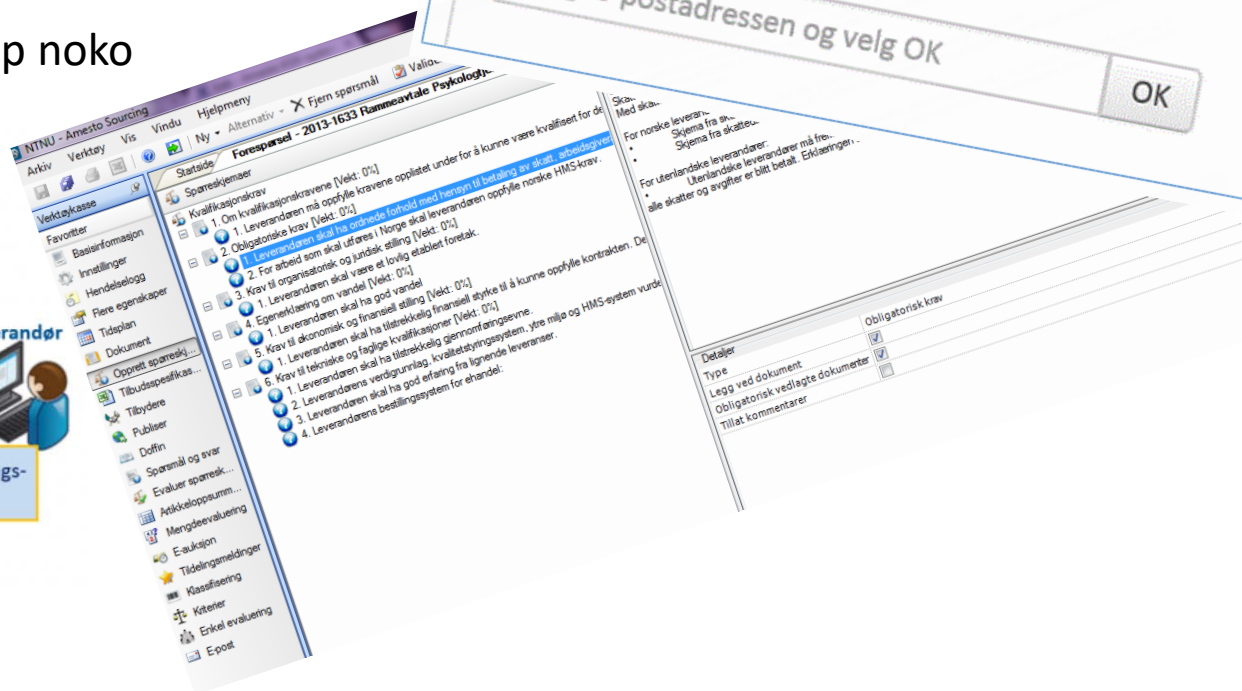 p noko
postadressen og velg OK
OK
randør
gs-
NTNU - Amesto Sourcing
Arkiv Verktøy Vis Vindu Hjelpmeny
Ny Alternativ Fjern spørsmål
Startside Forespørsel - 2013-1633 Rammeavtale
Verktøykasse
Favoritter
Basisinformasjon
Innstillinger
Hendelselogg
Flere egenskaper
Tidsplan
Dokument
Opprett spørreskj...
Tilbudsspesifikas...
Tilbydere
Publiser
Doffin
Spørsmål og svar
Evaluer spørresk...
Artikkeloppsumm...
Mengdeevaluering
E-auksjon
Tildelingsmeldinger
Klassifisering
Kriterier
Enkel evaluering
E-post
Spørreskjemaer
Kvalifikasjonskrav
1. Om kvalifikasjonskravene [Vekt: 0%]
1. Leverandøren må oppfylle kravene opplistet under for å kunne være kvalifisert for de
2. Obligatoriske krav [Vekt: 0%]
1. Leverandøren skal ha ordnede forhold med hensyn til betaling av skatt, arbeidsgiver
2. For arbeid som skal utføres i Norge skal leverandøren oppfylle norske HMS-krav.
3. Krav til organisatorisk og juridisk stilling [Vekt: 0%]
1. Leverandøren skal være et lovlig etablert foretak.
4. Egenerklæring om vandel [Vekt: 0%]
1. Leverandøren skal ha god vandel
5. Krav til økonomisk og finansiell stilling [Vekt: 0%]
1. Leverandøren skal ha tilstrekkelig finansiell styrke til å kunne oppfylle kontrakten. De
6. Krav til tekniske og faglige kvalifikasjoner [Vekt: 0%]
1. Leverandøren skal ha tilstrekkelig gjennomføringsevne.
2. Leverandørens verdigrunnlag, kvalitetstyringssystem, ytre miljø og HMS-system vurde
3. Leverandøren skal ha god erfaring fra lignende leveranser.
4. Leverandørens bestillingssystem for ehandel:
Med
For norske
Skjema fra
Skjema fra
For utenlandske leverandører:
Utenlandske leverandører må
alle skatter og avgifter er blitt betalt.
Detaljer
Type Obligatorisk krav
Legg ved dokument
Obligatorisk vedlagte dokumenter
Tillat kommentarer